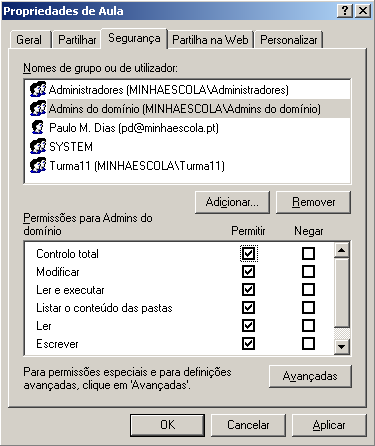 Propriedades de Aula
Geral Partilhar Segurança Partilha na Web Personalizar
Nomes de grupo ou de utilizador:
Administradores (MINHAESCOLA\Administradores)
Admins do domínio (MINHAESCOLA\Admins do domínio)
Paulo M. Dias (pd@minhaescola.pt)
SYSTEM
Turma11 (MINHAESCOLA\Turma11)
Adicionar... Remover
Permissões para Admins do
domínio Permitir Negar
Controlo total
Modificar
Ler e executar
Listar o conteúdo das pastas
Ler
Escrever
Para permissões especiais e para definições
avançadas, clique em 'Avançadas'.
Avançadas
OK Cancelar Aplicar